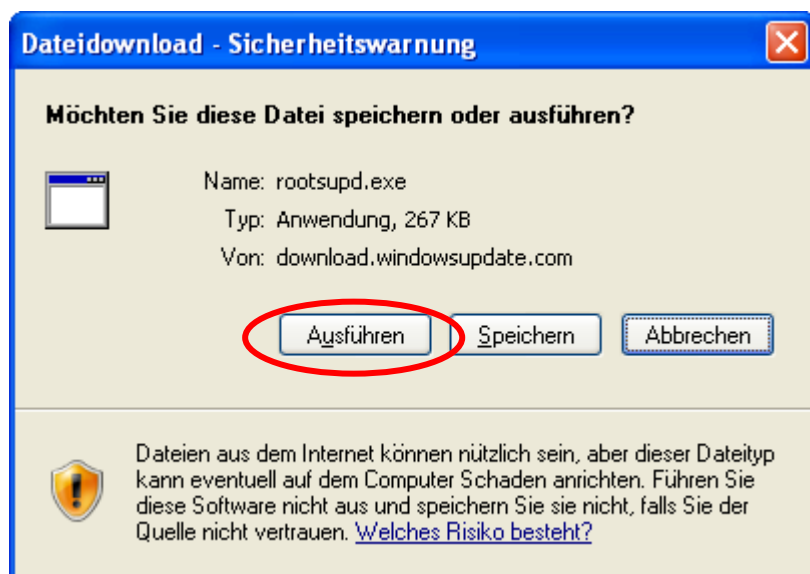 Dateidownload - Sicherheitswarnung
Möchten Sie diese Datei speichern oder ausführen?
Name: rootsupd.exe
Typ: Anwendung, 267 KB
Von: download.windowsupdate.com
Ausführen Speichern Abbrechen
Dateien aus dem Internet können nützlich sein, aber dieser Dateityp
kann eventuell auf dem Computer Schaden anrichten. Führen Sie
diese Software nicht aus und speichern Sie sie nicht, falls Sie der
Quelle nicht vertrauen. Welches Risiko besteht?